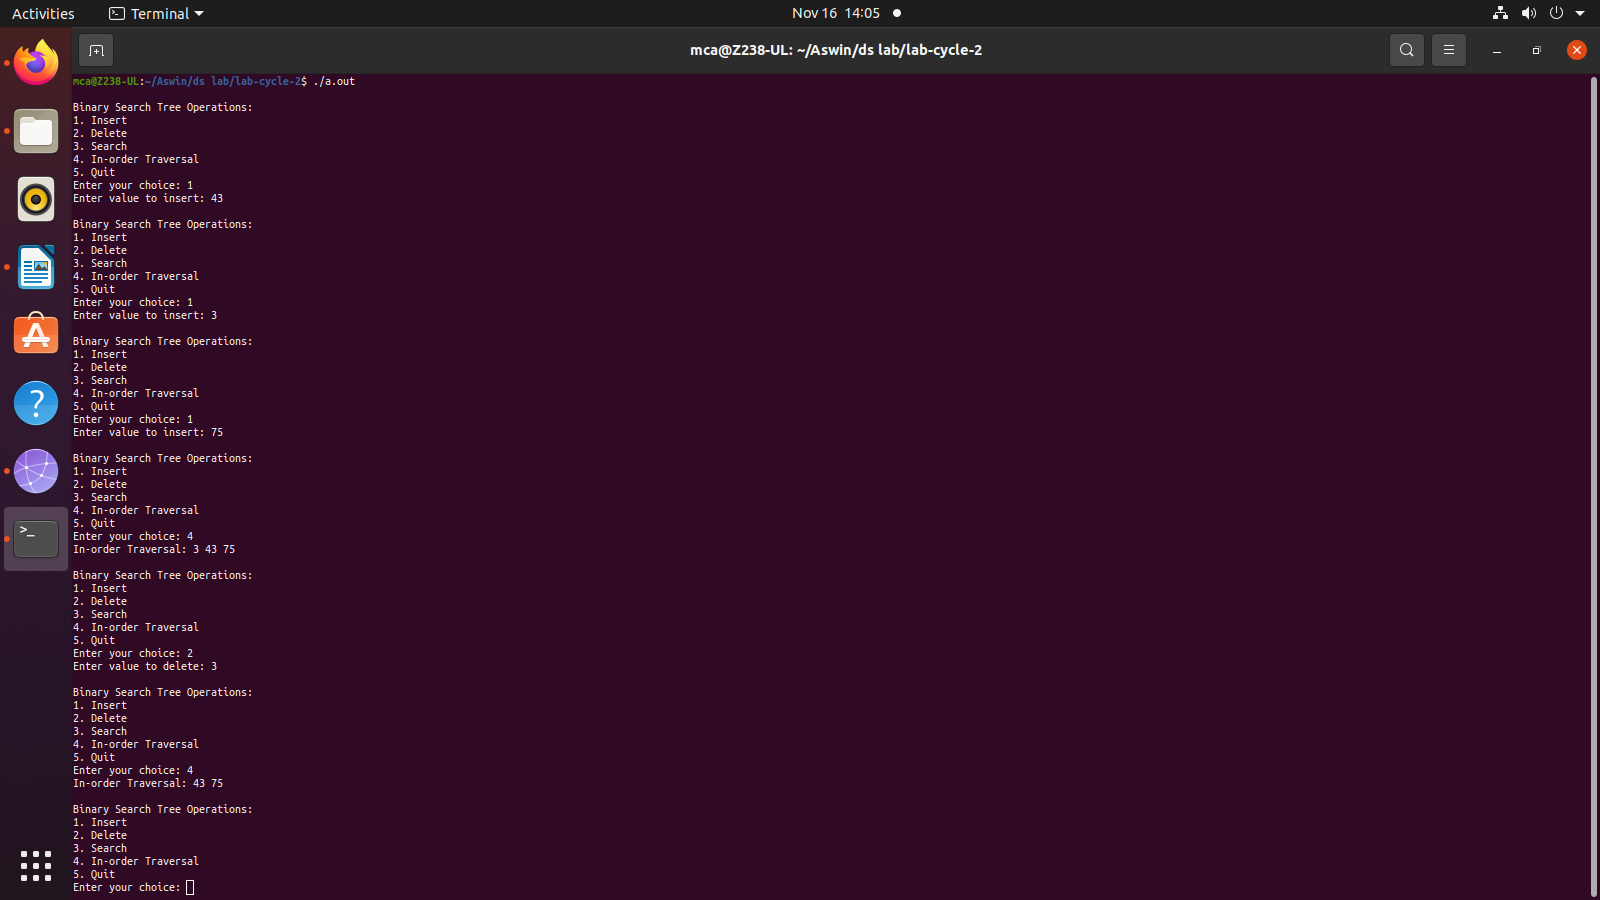 Activities
Terminal
Nov 16 14:05
mca@Z238-UL: ~/Aswin/ds lab/lab-cycle-2
mca@Z238-UL:~/Aswin/ds lab/lab-cycle-2$ ./a.out
Binary Search Tree Operations:
1. Insert
2. Delete
3. Search
4. In-order Traversal
5. Quit
Enter your choice: 1
Enter value to insert: 43
Binary Search Tree Operations:
1. Insert
2. Delete
3. Search
4. In-order Traversal
5. Quit
Enter your choice: 1
Enter value to insert: 3
Binary Search Tree Operations:
1. Insert
2. Delete
3. Search
4. In-order Traversal
5. Quit
Enter your choice: 1
Enter value to insert: 75
Binary Search Tree Operations:
1. Insert
2. Delete
3. Search
4. In-order Traversal
5. Quit
Enter your choice: 4
In-order Traversal: 3 43 75
Binary Search Tree Operations:
1. Insert
2. Delete
3. Search
4. In-order Traversal
5. Quit
Enter your choice: 2
Enter value to delete: 3
Binary Search Tree Operations:
1. Insert
2. Delete
3. Search
4. In-order Traversal
5. Quit
Enter your choice: 4
In-order Traversal: 43 75
Binary Search Tree Operations:
1. Insert
2. Delete
3. Search
4. In-order Traversal
5. Quit
Enter your choice: